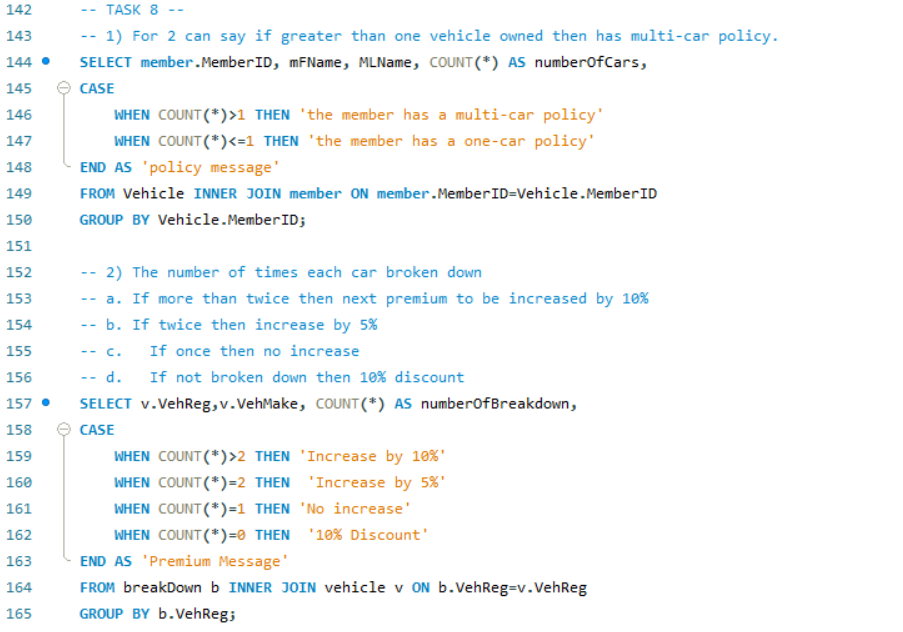 142 -- TASK 8 --
143 -- 1) For 2 can say if greater than one vehicle owned then has multi-car policy.
144 SELECT member.MemberID, mFName, MLName, COUNT(*) AS numberOfCars,
145 CASE
146 WHEN COUNT(*)>1 THEN 'the member has a multi-car policy'
147 WHEN COUNT(*)<=1 THEN 'the member has a one-car policy'
148 END AS 'policy message'
149 FROM Vehicle INNER JOIN member ON member.MemberID=Vehicle.MemberID
150 GROUP BY Vehicle.MemberID;
151
152 -- 2) The number of times each car broken down
153 -- a. If more than twice then next premium to be increased by 10%
154 -- b. If twice then increase by 5%
155 -- c. If once then no increase
156 -- d. If not broken down then 10% discount
157 SELECT v.VehReg,v.VehMake, COUNT(*) AS numberOfBreakdown,
158 CASE
159 WHEN COUNT(*)>2 THEN 'Increase by 10%'
160 WHEN COUNT(*)=2 THEN 'Increase by 5%'
161 WHEN COUNT(*)=1 THEN 'No increase'
162 WHEN COUNT(*)=0 THEN '10% Discount'
163 END AS 'Premium Message'
164 FROM breakDown b INNER JOIN vehicle v ON b.VehReg=v.VehReg
165 GROUP BY b.VehReg;